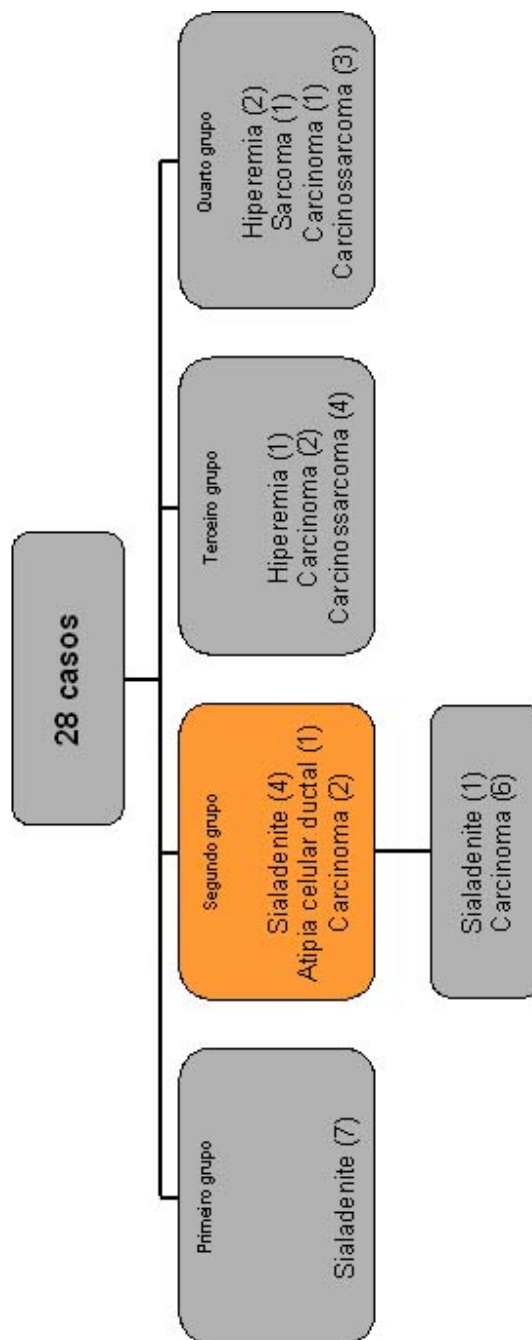 28 casos
Primeiro grupo
Sialadenite (7)
Segundo grupo
Sialadenite (4)
Atipia celular ductal (1)
Carcinoma (2)
Sialadenite (1)
Carcinoma (6)
Terceiro grupo
Hiperemia (1)
Carcinoma (2)
Carcinossarcoma (4)
Quarto grupo
Hiperemia (2)
Sarcoma (1)
Carcinoma (1)
Carcinossarcoma (3)